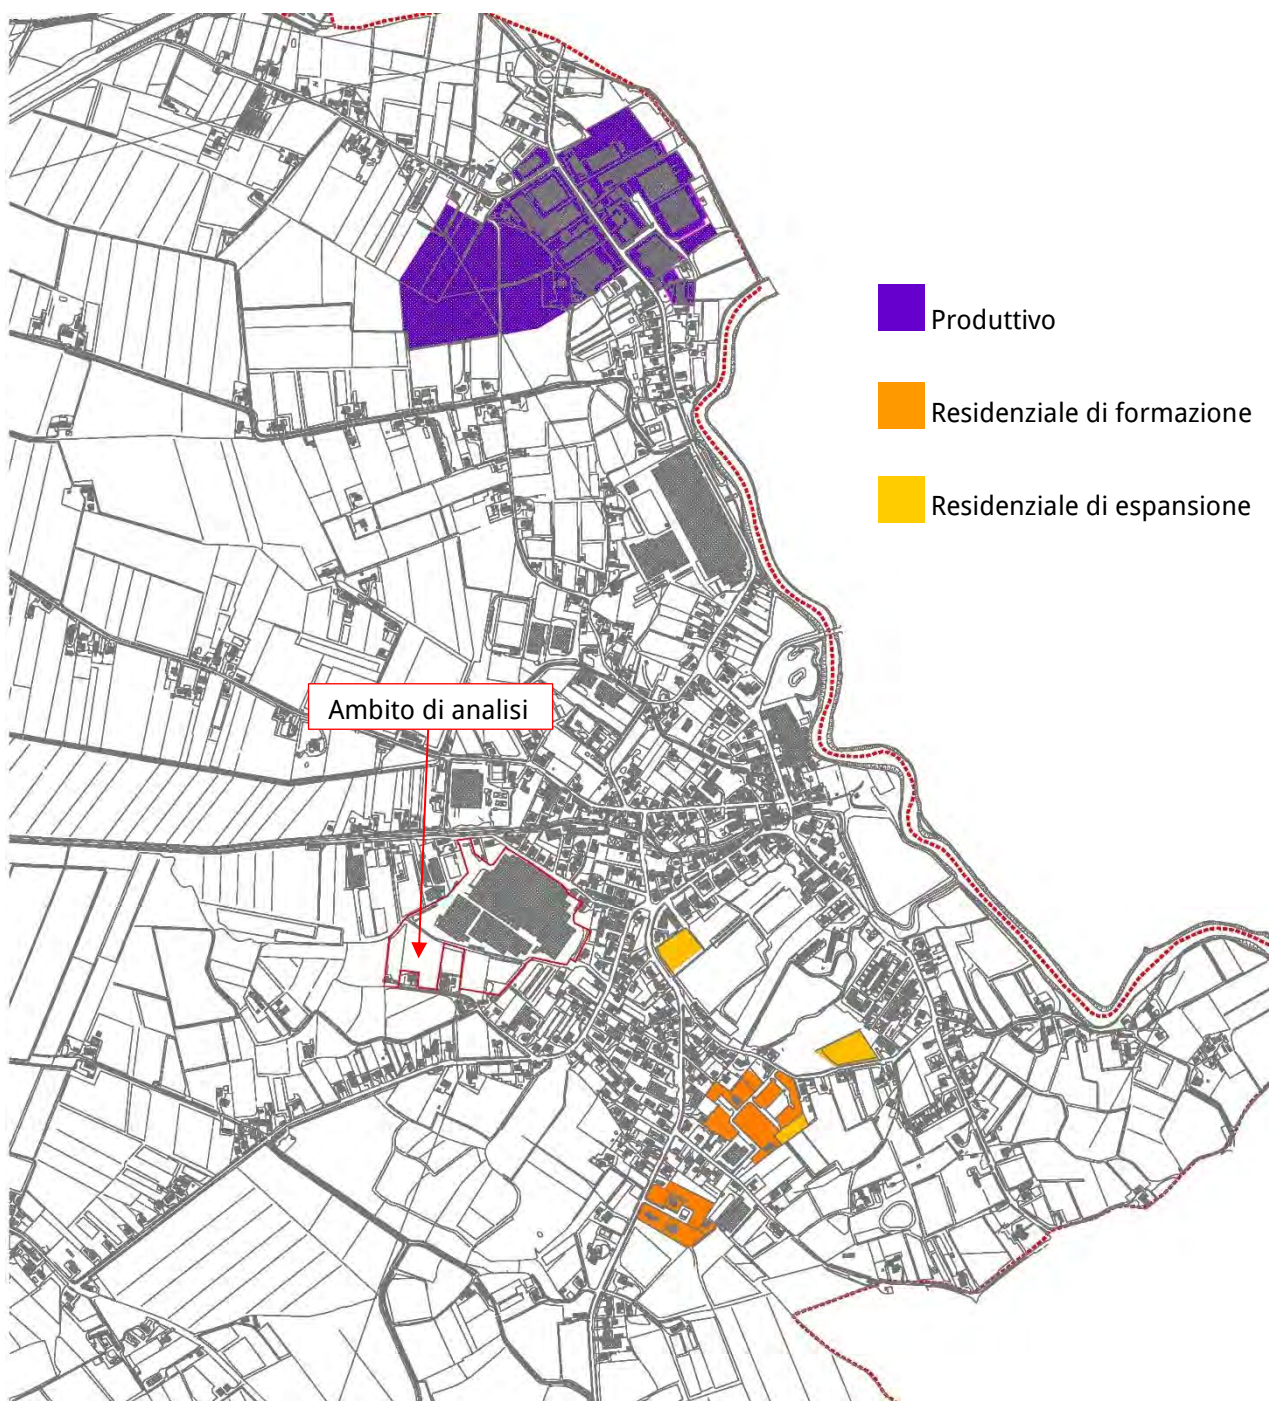 Produttivo
Residenziale di formazione
Residenziale di espansione
Ambito di analisi